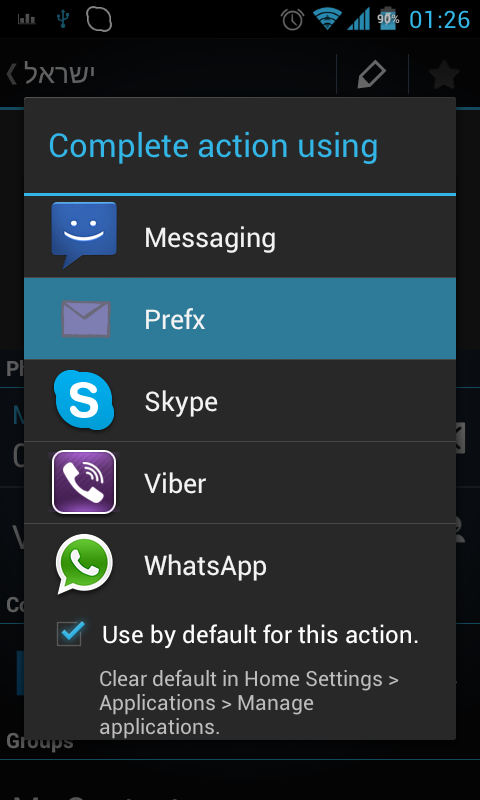 90% 01:26
ישראל
Complete action using
Messaging
Prefx
Skype
Viber
WhatsApp
Use by default for this action.
Clear default in Home Settings >
Applications > Manage
applications.
Groups